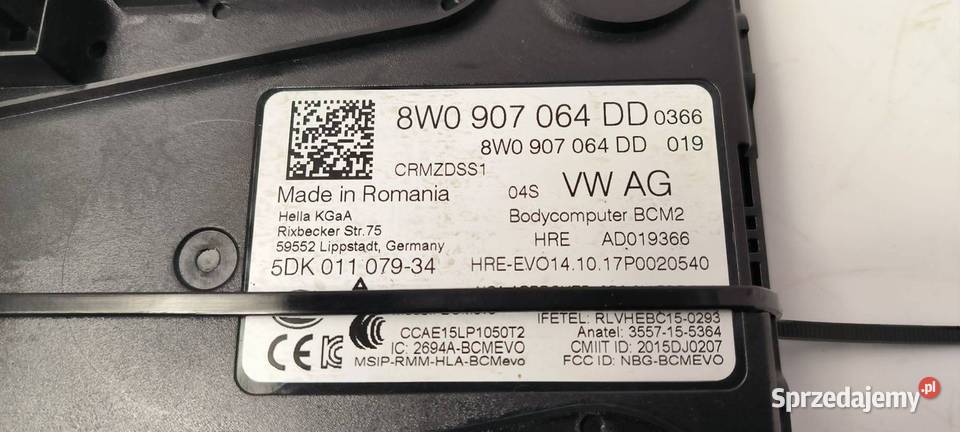 8W0 907 064 DD 0366
8W0 907 064 DD 019
CRMZDSS1
Made in Romania 04S VW AG
Hella KGaA Bodycomputer BCM2
Rixbecker Str.75
59552 Lippstadt, Germany HRE AD019366
5DK 011 079-34 HRE-EVO14.10.17P0020540
IFETEL: RLVHEBC15-0293
CCAE15LP1050T2 Anatel: 3557-15-5364
IC: 2694A-BCMEVO CMIIT ID: 2015DJ0207
MSIP-RMM-HLA-BCMevo FCC ID: NBG-BCMEVO
CE
Sprzedajemy.pl